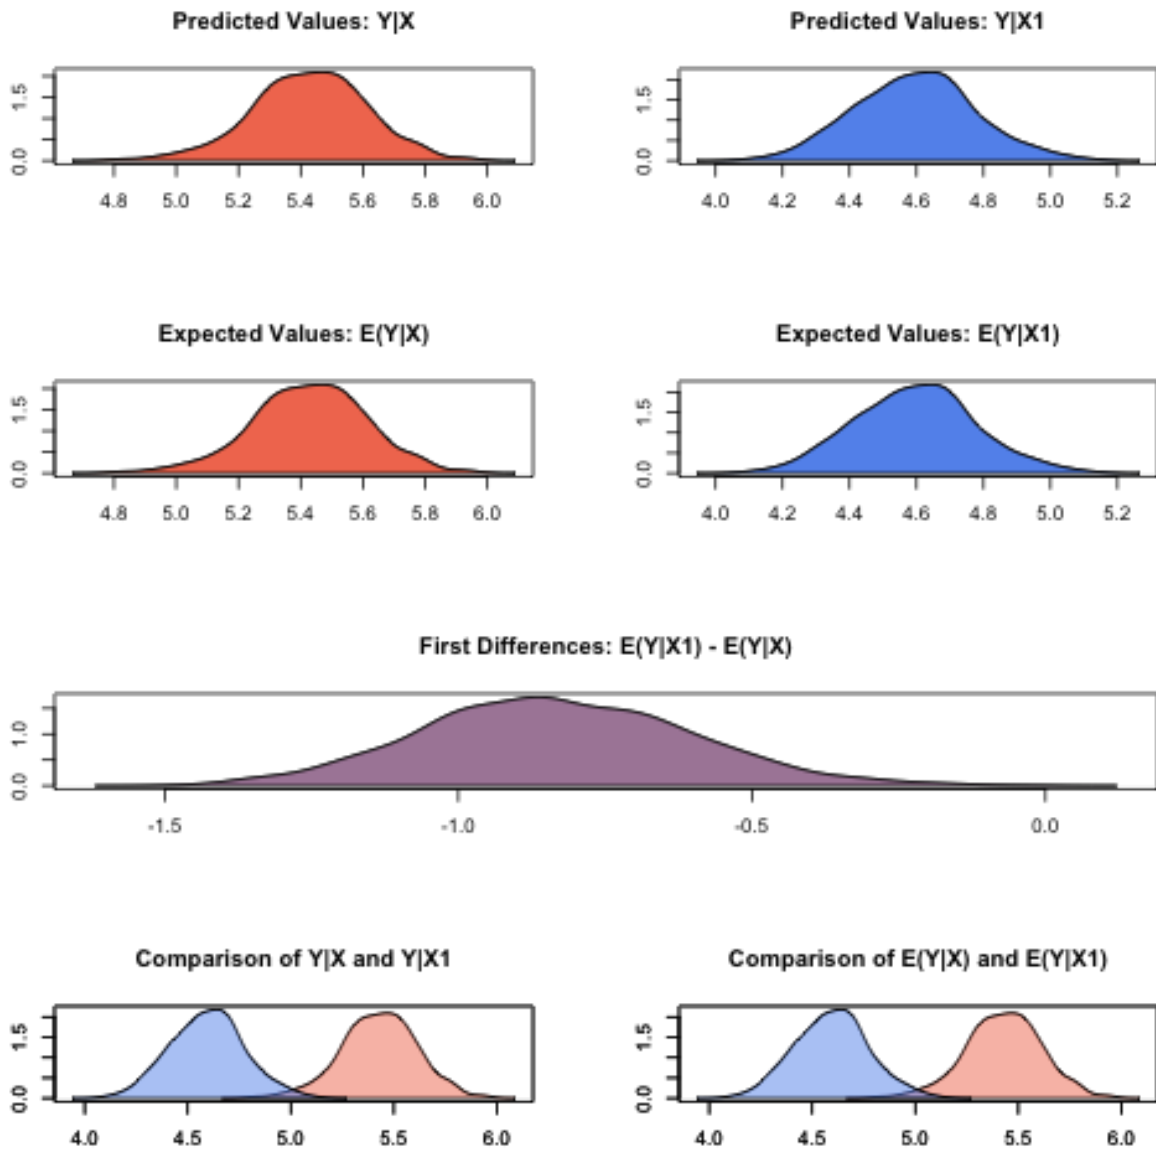 Predicted Values: Y|X
Predicted Values: Y|X1
0.0 1.5
4.8 5.0 5.2 5.4 5.6 5.8 6.0
0.0 1.5
4.0 4.2 4.4 4.6 4.8 5.0 5.2
Expected Values: E(Y|X)
Expected Values: E(Y|X1)
0.0 1.5
4.8 5.0 5.2 5.4 5.6 5.8 6.0
0.0 1.5
4.0 4.2 4.4 4.6 4.8 5.0 5.2
First Differences: E(Y|X1) - E(Y|X)
0.0 1.0
-1.5 -1.0 -0.5 0.0
Comparison of Y|X and Y|X1
Comparison of E(Y|X) and E(Y|X1)
0.0 1.5
4.0 4.5 5.0 5.5 6.0
0.0 1.5
4.0 4.5 5.0 5.5 6.0